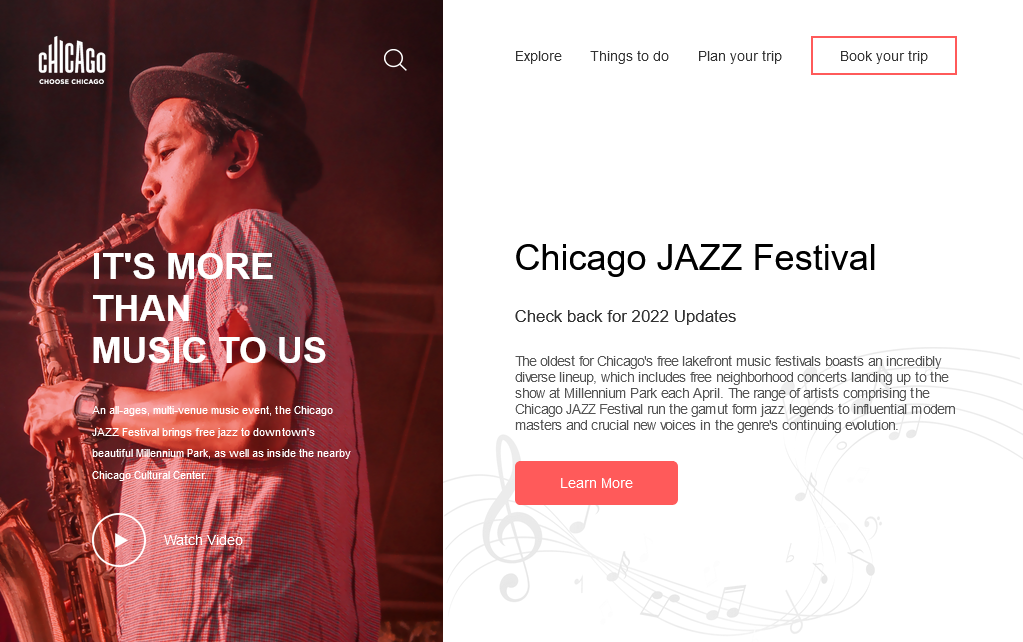 CHICAGO
CHOOSE CHICAGO
Explore
Things to do
Plan your trip
Book your trip
IT'S MORE
THAN
MUSIC TO US
An all-ages, multi-venue music event, the Chicago
JAZZ Festival brings free jazz to downtown's
beautiful Millennium Park, as well as inside the nearby
Chicago Cultural Center.
Watch Video
Chicago JAZZ Festival
Check back for 2022 Updates
The oldest for Chicago's free lakefront music festivals boasts an incredibly
diverse lineup, which includes free neighborhood concerts landing up to the
show at Millennium Park each April. The range of artists comprising the
Chicago JAZZ Festival run the gamut form jazz legends to influential modern
masters and crucial new voices in the genre's continuing evolution.
Learn More